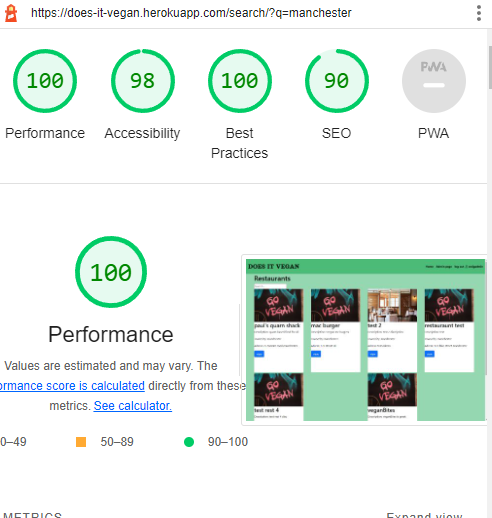 https://does-it-vegan.herokuapp.com/search/?q=manchester
100
98
100
90
PWA
Performance
Accessibility
Best
Practices
SEO
PWA
100
Performance
Values are estimated and may vary. The
ormance score is calculated directly from these
metrics. See calculator.
0–49
50–89
90–100
DOES IT VEGAN
Restaurants
GO VEGAN
GO VEGAN
GO VEGAN
paul's quam shack
mac burger
test 2
restaraunt test
GO VEGAN
GO VEGAN
test rest 4
veganBites
METRICS
Expand view